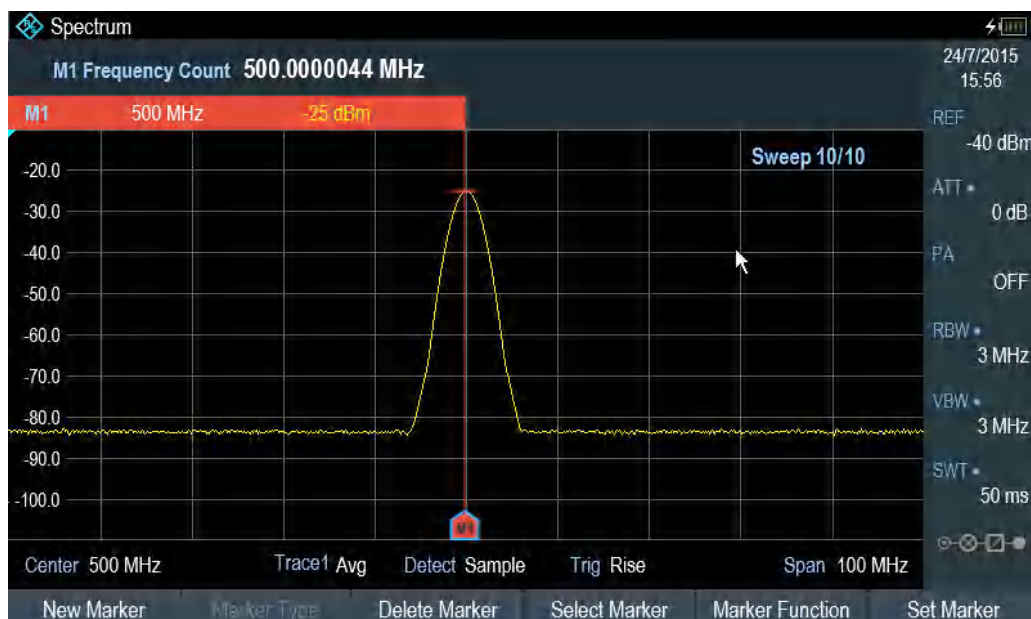 Spectrum
24/7/2015
15:56
M1 Frequency Count 500.0000044 MHz
M1 500 MHz -25 dBm
Sweep 10/10
-20.0
-30.0
-40.0
-50.0
-60.0
-70.0
-80.0
-90.0
-100.0
REF
-40 dBm
ATT
0 dB
PA
OFF
RBW
3 MHz
VBW
3 MHz
SWT
50 ms
M1
Center 500 MHz Trace1 Avg Detect Sample Trig Rise Span 100 MHz
New Marker Marker Type Delete Marker Select Marker Marker Function Set Marker